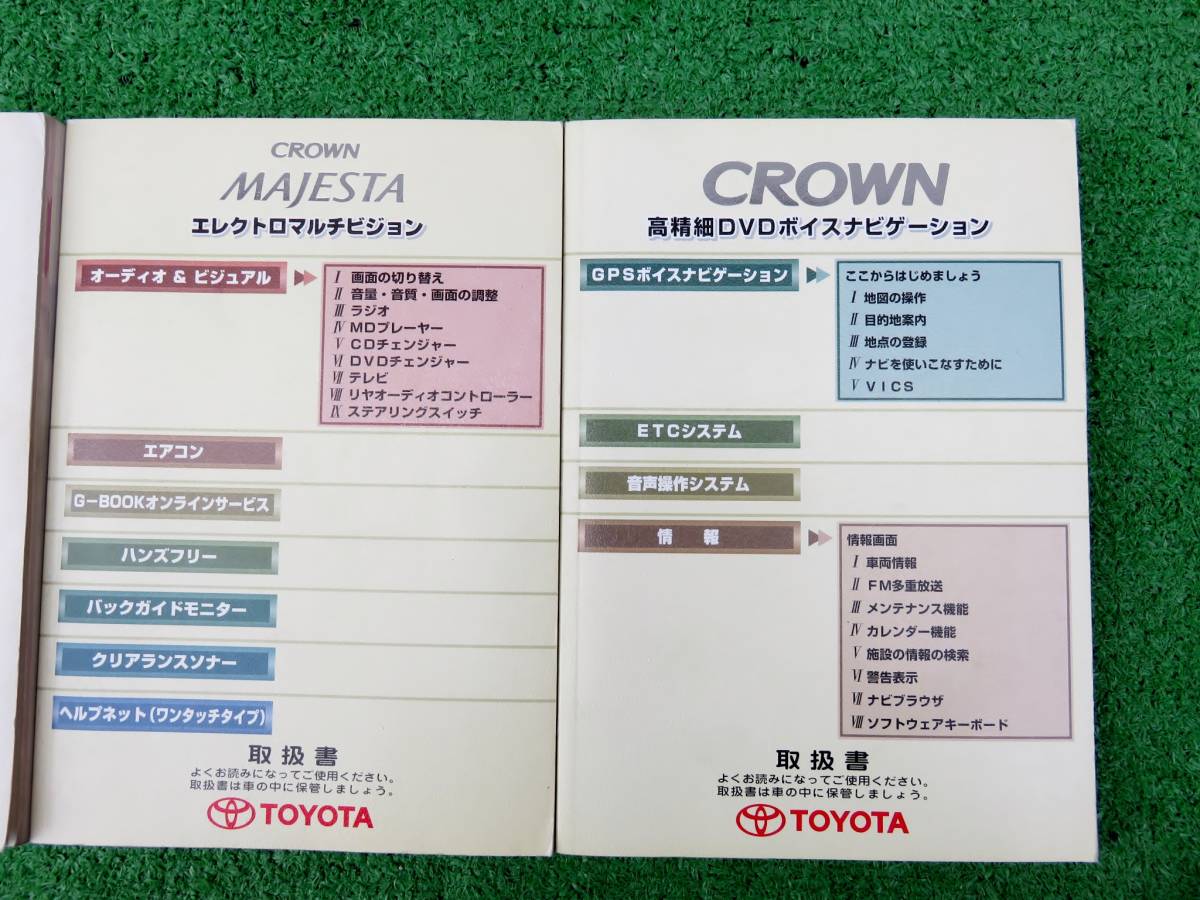 CROWN
MAJESTA
エレクトロマルチビジョン
オーディオ & ビジュアル
Ⅰ 画面の切り替え
Ⅱ 音量・音質・画面の調整
Ⅲ ラジオ
Ⅳ MDプレーヤー
Ⅴ CDチェンジャー
Ⅵ DVDチェンジャー
Ⅶ テレビ
Ⅷ リヤオーディオコントローラー
Ⅸ ステアリングスイッチ
エアコン
G-BOOKオンラインサービス
ハンズフリー
バックガイドモニター
クリアランスソナー
ヘルプネット(ワンタッチタイプ)
取扱書
よくお読みになってご使用ください。
取扱書は車の中に保管しましょう。
TOYOTA
CROWN
高精細DVDボイスナビゲーション
GPSボイスナビゲーション
ここからはじめましょう
Ⅰ 地図の操作
Ⅱ 目的地案内
Ⅲ 地点の登録
Ⅳ ナビを使いこなすために
Ⅴ VICS
ETCシステム
音声操作システム
情 報
情報画面
Ⅰ 車両情報
Ⅱ FM多重放送
Ⅲ メンテナンス機能
Ⅳ カレンダー機能
Ⅴ 施設の情報の検索
Ⅵ 警告表示
Ⅶ ナビブラウザ
Ⅷ ソフトウェアキーボード
取扱書
よくお読みになってご使用ください。
取扱書は車の中に保管しましょう。
TOYOTA